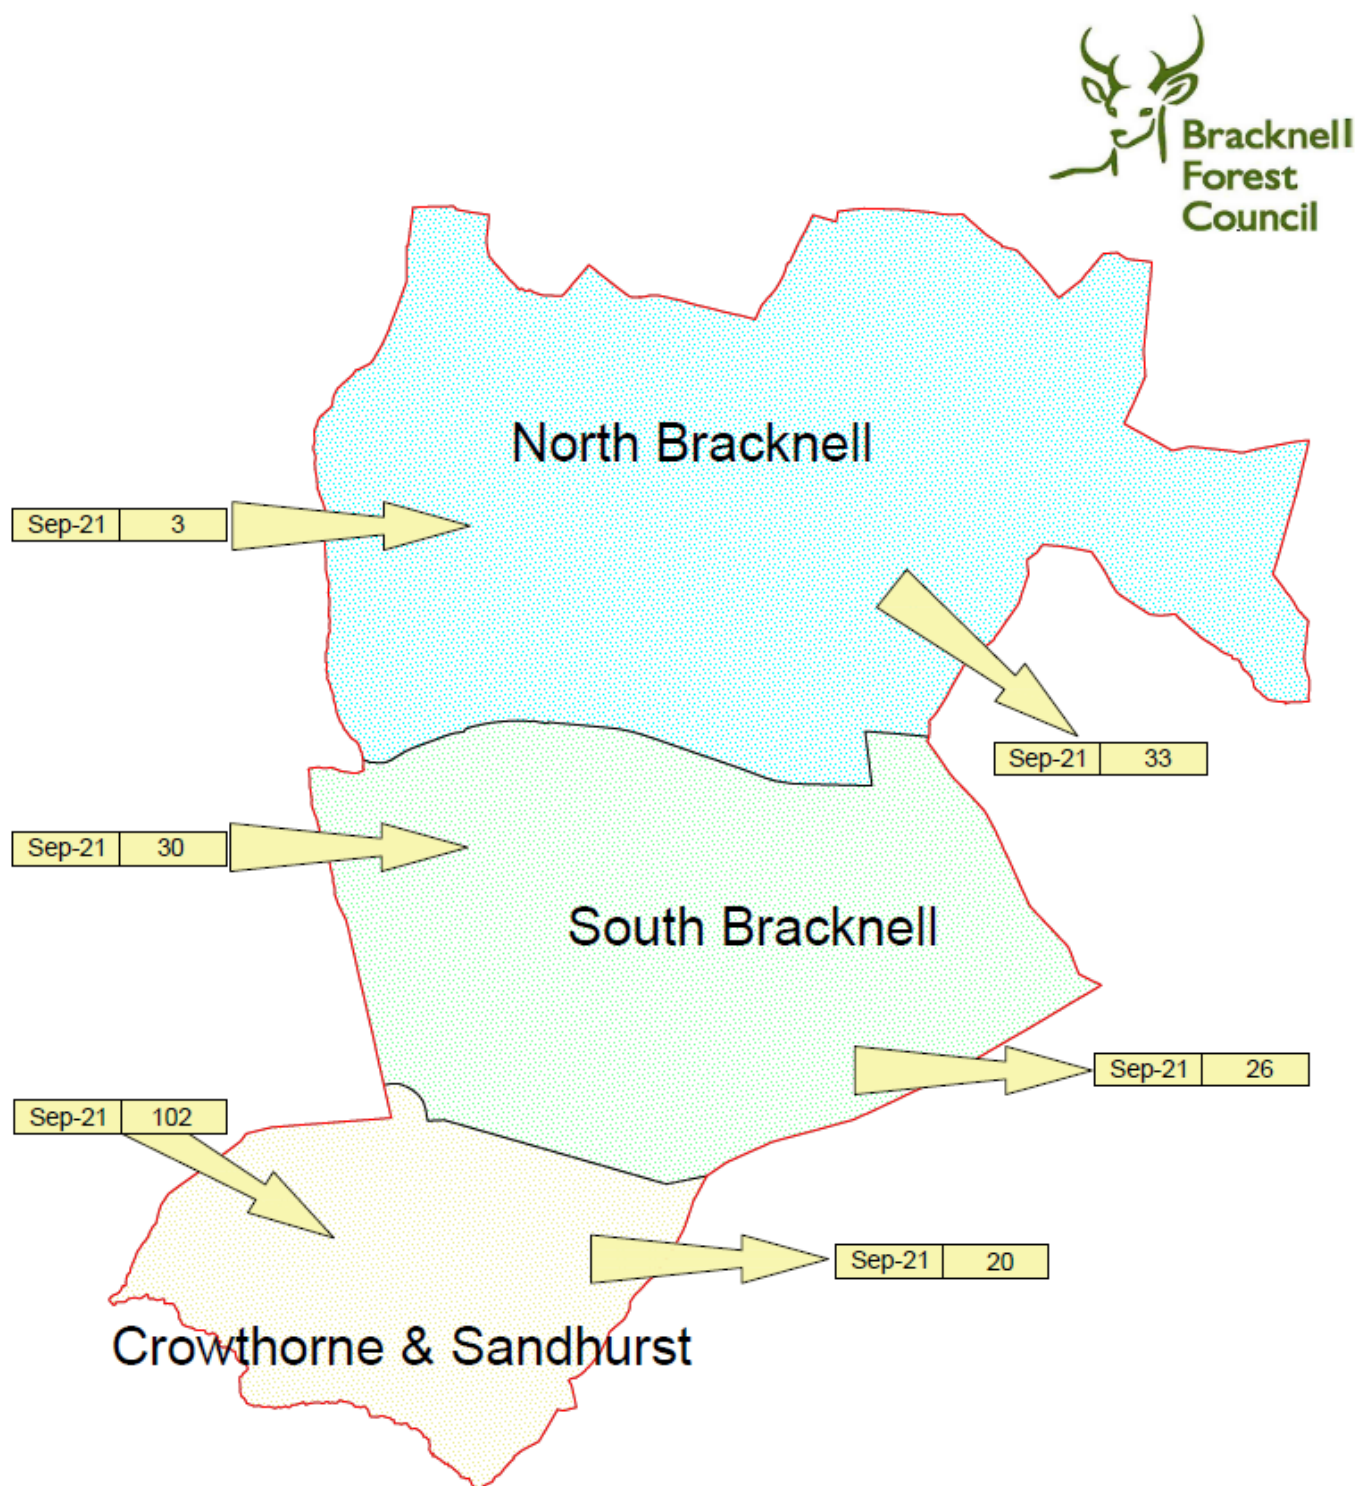 Bracknell
Forest
Council
North Bracknell
Sep-21 3
Sep-21 33
Sep-21 30
South Bracknell
Sep-21 26
Sep-21 102
Sep-21 20
Crowthorne & Sandhurst